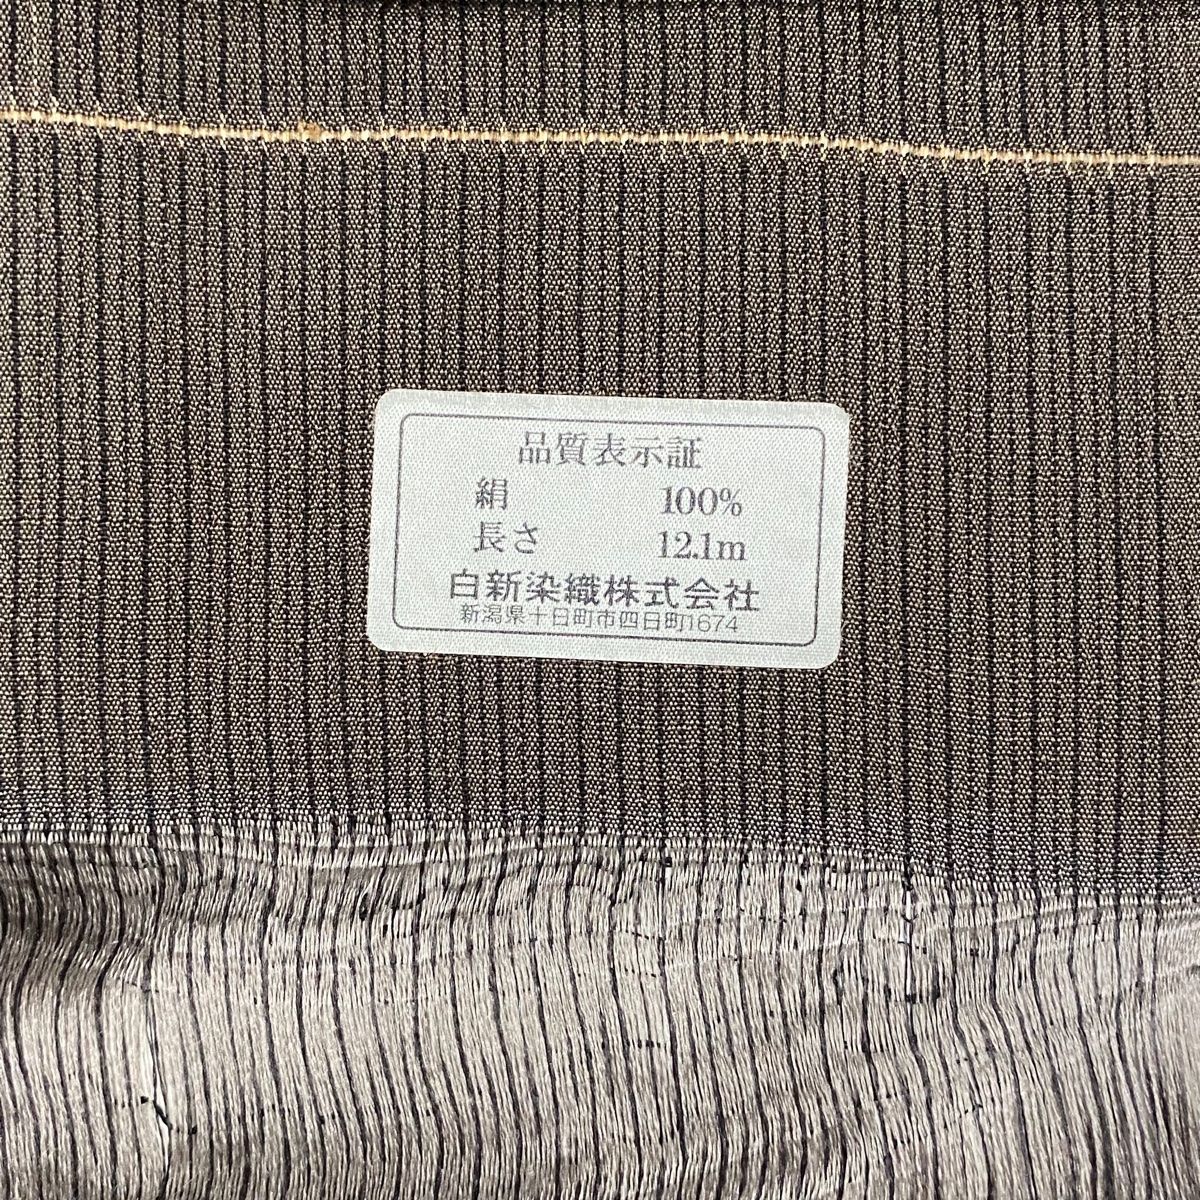 品質表示証
絹 100%
長さ 12.1m
白新染織株式会社
新潟県十日町市四日町1674